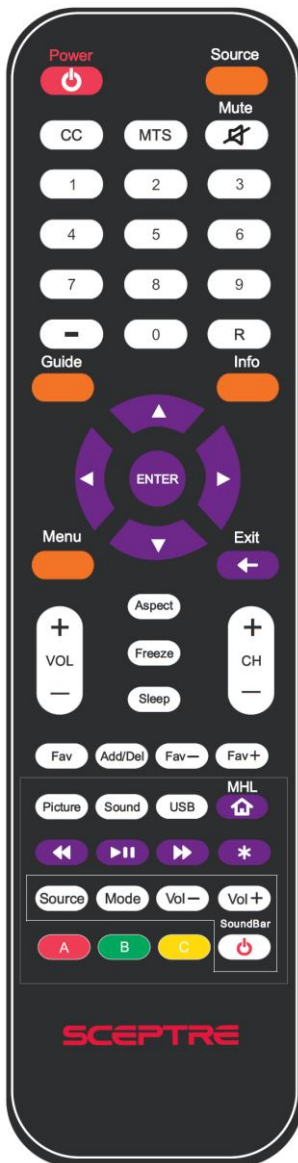 Power Source
Mute
CC MTS
1 2 3
4 5 6
7 8 9
- 0 R
Guide Info
ENTER
Menu Exit
+ Aspect +
VOL Freeze CH
— Sleep —
Fav Add/Del Fav- Fav+
MHL
Picture Sound USB
*
Source Mode Vol- Vol+
SoundBar
A B C
SCEPTRE